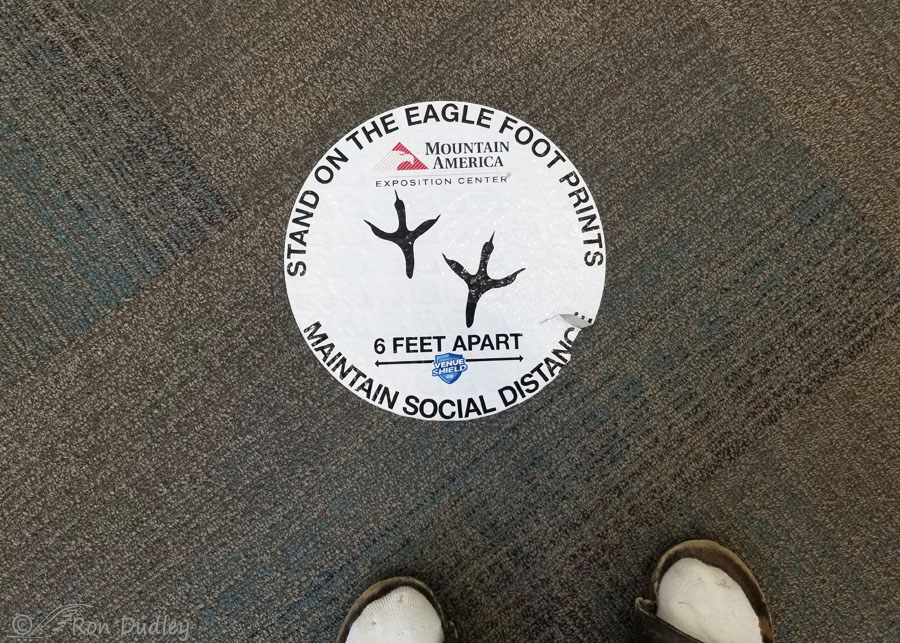 STAND ON THE EAGLE FOOT PRINTS
MOUNTAIN
AMERICA
EXPOSITION CENTER
6 FEET APART
VENUE
SHIELD
MAINTAIN SOCIAL DISTANC
© Ron Dudley